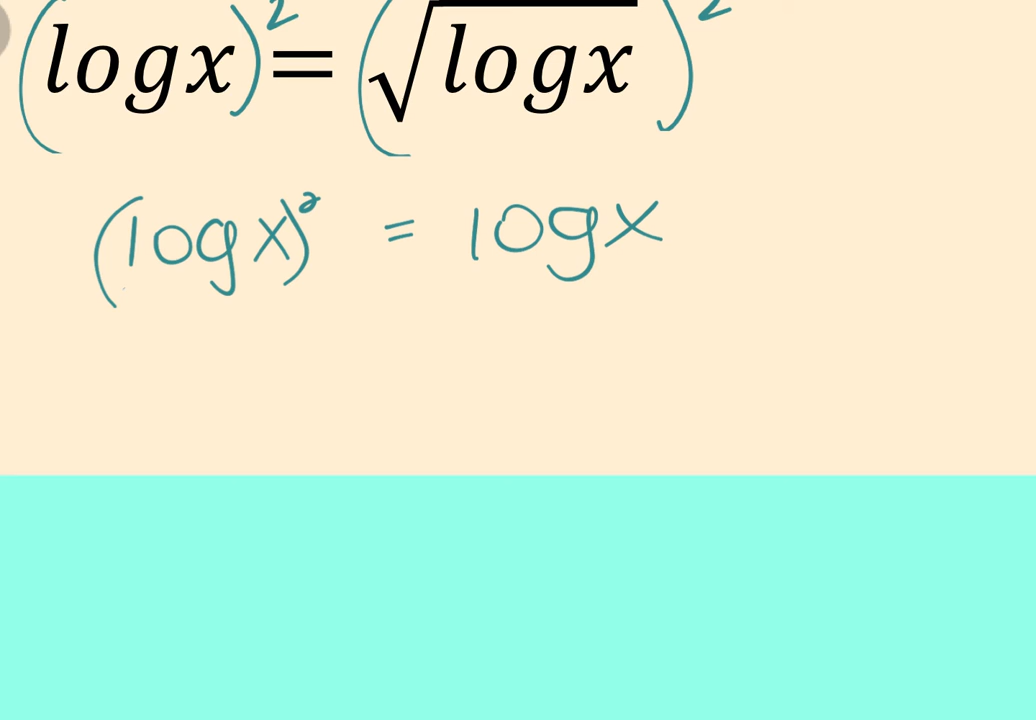 (logx)² = (√logx)²
(logx)² = logx